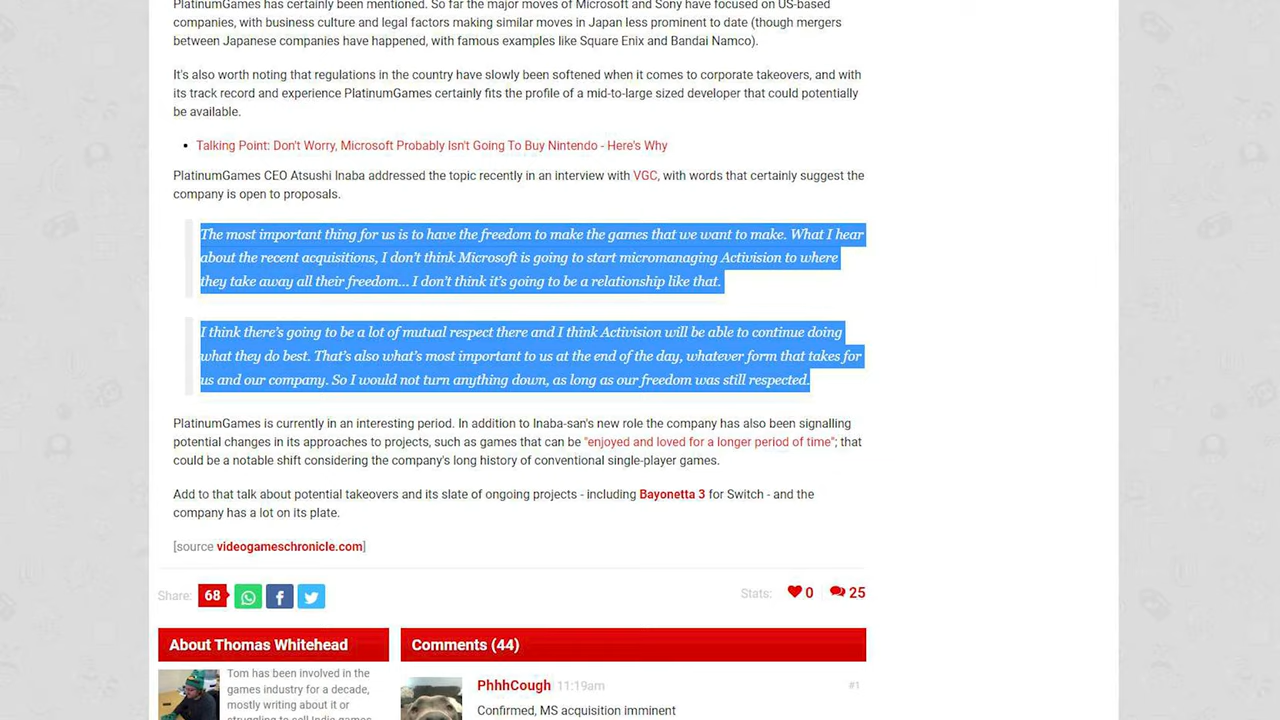 PlatinumGames has certainly been mentioned. So far the major moves of Microsoft and Sony have focused on US-based
companies, with business culture and legal factors making similar moves in Japan less prominent to date (though mergers
between Japanese companies have happened, with famous examples like Square Enix and Bandai Namco).
It's also worth noting that regulations in the country have slowly been softened when it comes to corporate takeovers, and with
its track record and experience PlatinumGames certainly fits the profile of a mid-to-large sized developer that could potentially
be available.
Talking Point: Don't Worry, Microsoft Probably Isn't Going To Buy Nintendo - Here's Why
PlatinumGames CEO Atsushi Inaba addressed the topic recently in an interview with VGC, with words that certainly suggest the
company is open to proposals.
The most important thing for us is to have the freedom to make the games that we want to make. What I hear
about the recent acquisitions, I don't think Microsoft is going to start micromanaging Activision to where
they take away all their freedom... I don't think it's going to be a relationship like that.
I think there's going to be a lot of mutual respect there and I think Activision will be able to continue doing
what they do best. That's also what's most important to us at the end of the day, whatever form that takes for
us and our company. So I would not turn anything down, as long as our freedom was still respected.
PlatinumGames is currently in an interesting period. In addition to Inaba-san's new role the company has also been signalling
potential changes in its approaches to projects, such as games that can be "enjoyed and loved for a longer period of time"; that
could be a notable shift considering the company's long history of conventional single-player games.
Add to that talk about potential takeovers and its slate of ongoing projects - including Bayonetta 3 for Switch - and the
company has a lot on its plate.
[source videogameschronicle.com]
Share: 68
Stats: 0 25
About Thomas Whitehead
Tom has been involved in the
games industry for a decade,
mostly writing about it or
struggling to sell Indie games
Comments (44)
PhhhCough 11:19am #1
Confirmed, MS acquisition imminent